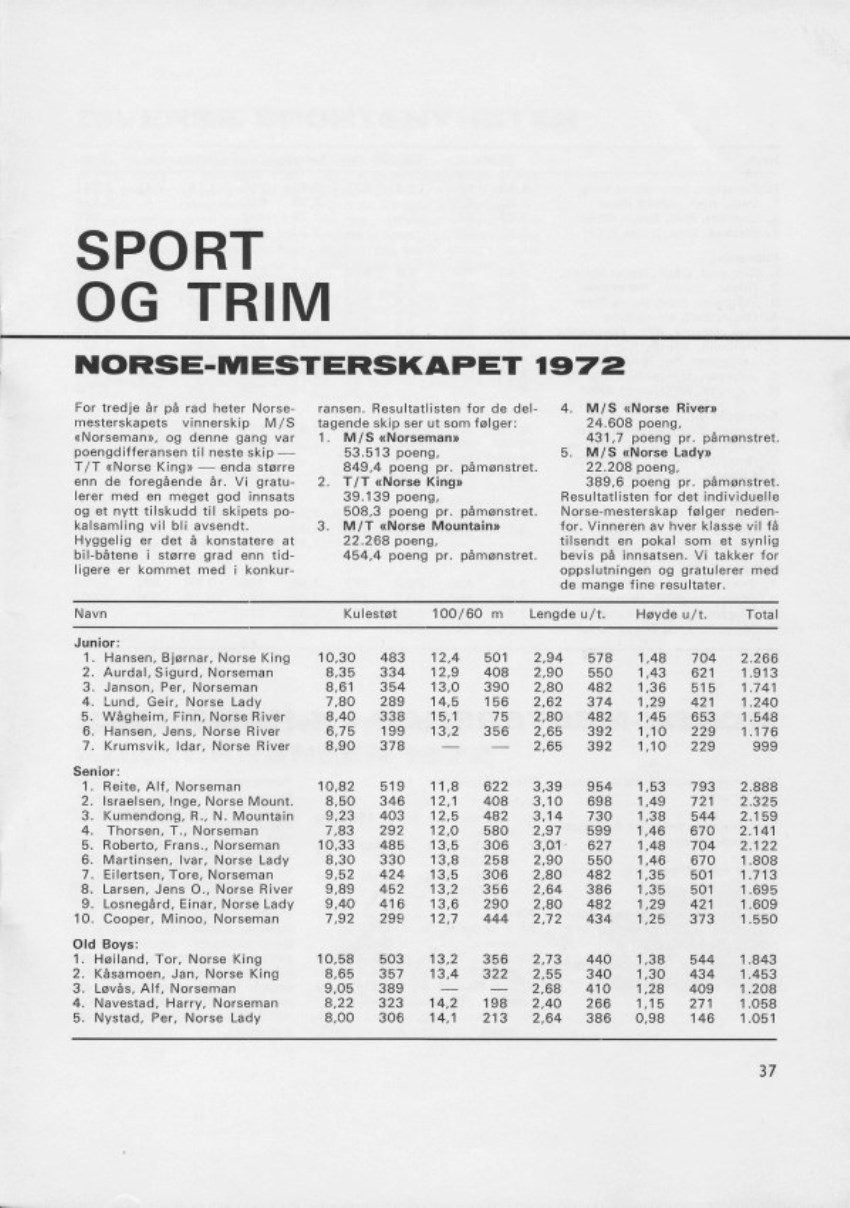 SPORT
OG TRIM
NORSE-MESTERSKAPET 1972
For tredje år på rad heter Norse-
mesterskapets vinnerskip M/S
«Norseman», og denne gang var
poengdifferansen til neste skip —
T/T «Norse King» — enda større
enn de foregående år. Vi gratu-
lerer med en meget god innsats
og et nytt tilskudd til skipets po-
kalsamling vil bli avsendt.
Hyggelig er det å konstatere at
bil-båtene i større grad enn tid-
ligere er kommet med i konkur-
ransen. Resultatlisten for de del-
tagende skip ser ut som følger:
1. M/S «Norseman»
53.513 poeng,
849,4 poeng pr. påmønstret.
2. T/T «Norse King»
39.139 poeng,
508,3 poeng pr. påmønstret.
3. M/T «Norse Mountain»
22.268 poeng,
454,4 poeng pr. påmønstret.
4. M/S «Norse River»
24.608 poeng,
431,7 poeng pr. påmønstret.
5. M/S «Norse Lady»
22.208 poeng,
389,6 poeng pr. påmønstret.
Resultatlisten for det individuelle
Norse-mesterskap følger neden-
for. Vinneren av hver klasse vil få
tilsendt en pokal som et synlig
bevis på innsatsen. Vi takker for
oppslutningen og gratulerer med
de mange fine resultater.
Navn Kulestøt 100/60 m Lengde u/t. Høyde u/t. Total
Junior:
1. Hansen, Bjørnar, Norse King 10,30 483 12,4 501 2,94 578 1,48 704 2.266
2. Aurdal, Sigurd, Norseman 8,35 334 12,9 408 2,90 550 1,43 621 1.913
3. Janson, Per, Norseman 8,61 354 13,0 390 2,80 482 1,36 515 1.741
4. Lund, Geir, Norse Lady 7,80 289 14,5 156 2,62 374 1,29 421 1.240
5. Wågheim, Finn, Norse River 8,40 338 15,1 75 2,80 482 1,45 653 1.548
6. Hansen, Jens, Norse River 6,75 199 13,2 356 2,65 392 1,10 229 1.176
7. Krumsvik, Idar, Norse River 8,90 378 — — 2,65 392 1,10 229 999
Senior:
1. Reite, Alf, Norseman 10,82 519 11,8 622 3,39 954 1,53 793 2.888
2. Israelsen, Inge, Norse Mount. 8,50 346 12,1 408 3,10 698 1,49 721 2.325
3. Kumendong, R., N. Mountain 9,23 403 12,5 482 3,14 730 1,38 544 2.159
4. Thorsen, T., Norseman 7,83 292 12,0 580 2,97 599 1,46 670 2.141
5. Roberto, Frans., Norseman 10,33 485 13,5 306 3,01 627 1,48 704 2.122
6. Martinsen, Ivar, Norse Lady 8,30 330 13,8 258 2,90 550 1,46 670 1.808
7. Eilertsen, Tore, Norseman 9,52 424 13,5 306 2,80 482 1,35 501 1.713
8. Larsen, Jens O., Norse River 9,89 452 13,2 356 2,64 386 1,35 501 1.695
9. Losnegård, Einar, Norse Lady 9,40 416 13,6 290 2,80 482 1,29 421 1.609
10. Cooper, Minoo, Norseman 7,92 299 12,7 444 2,72 434 1,25 373 1.550
Old Boys:
1. Høiland, Tor, Norse King 10,58 503 13,2 356 2,73 440 1,38 544 1.843
2. Kåsamoen, Jan, Norse King 8,65 357 13,4 322 2,55 340 1,30 434 1.453
3. Løvås, Alf, Norseman 9,05 389 — — 2,68 410 1,28 409 1.208
4. Navestad, Harry, Norseman 8,22 323 14,2 198 2,40 266 1,15 271 1.058
5. Nystad, Per, Norse Lady 8,00 306 14,1 213 2,64 386 0,98 146 1.051
37